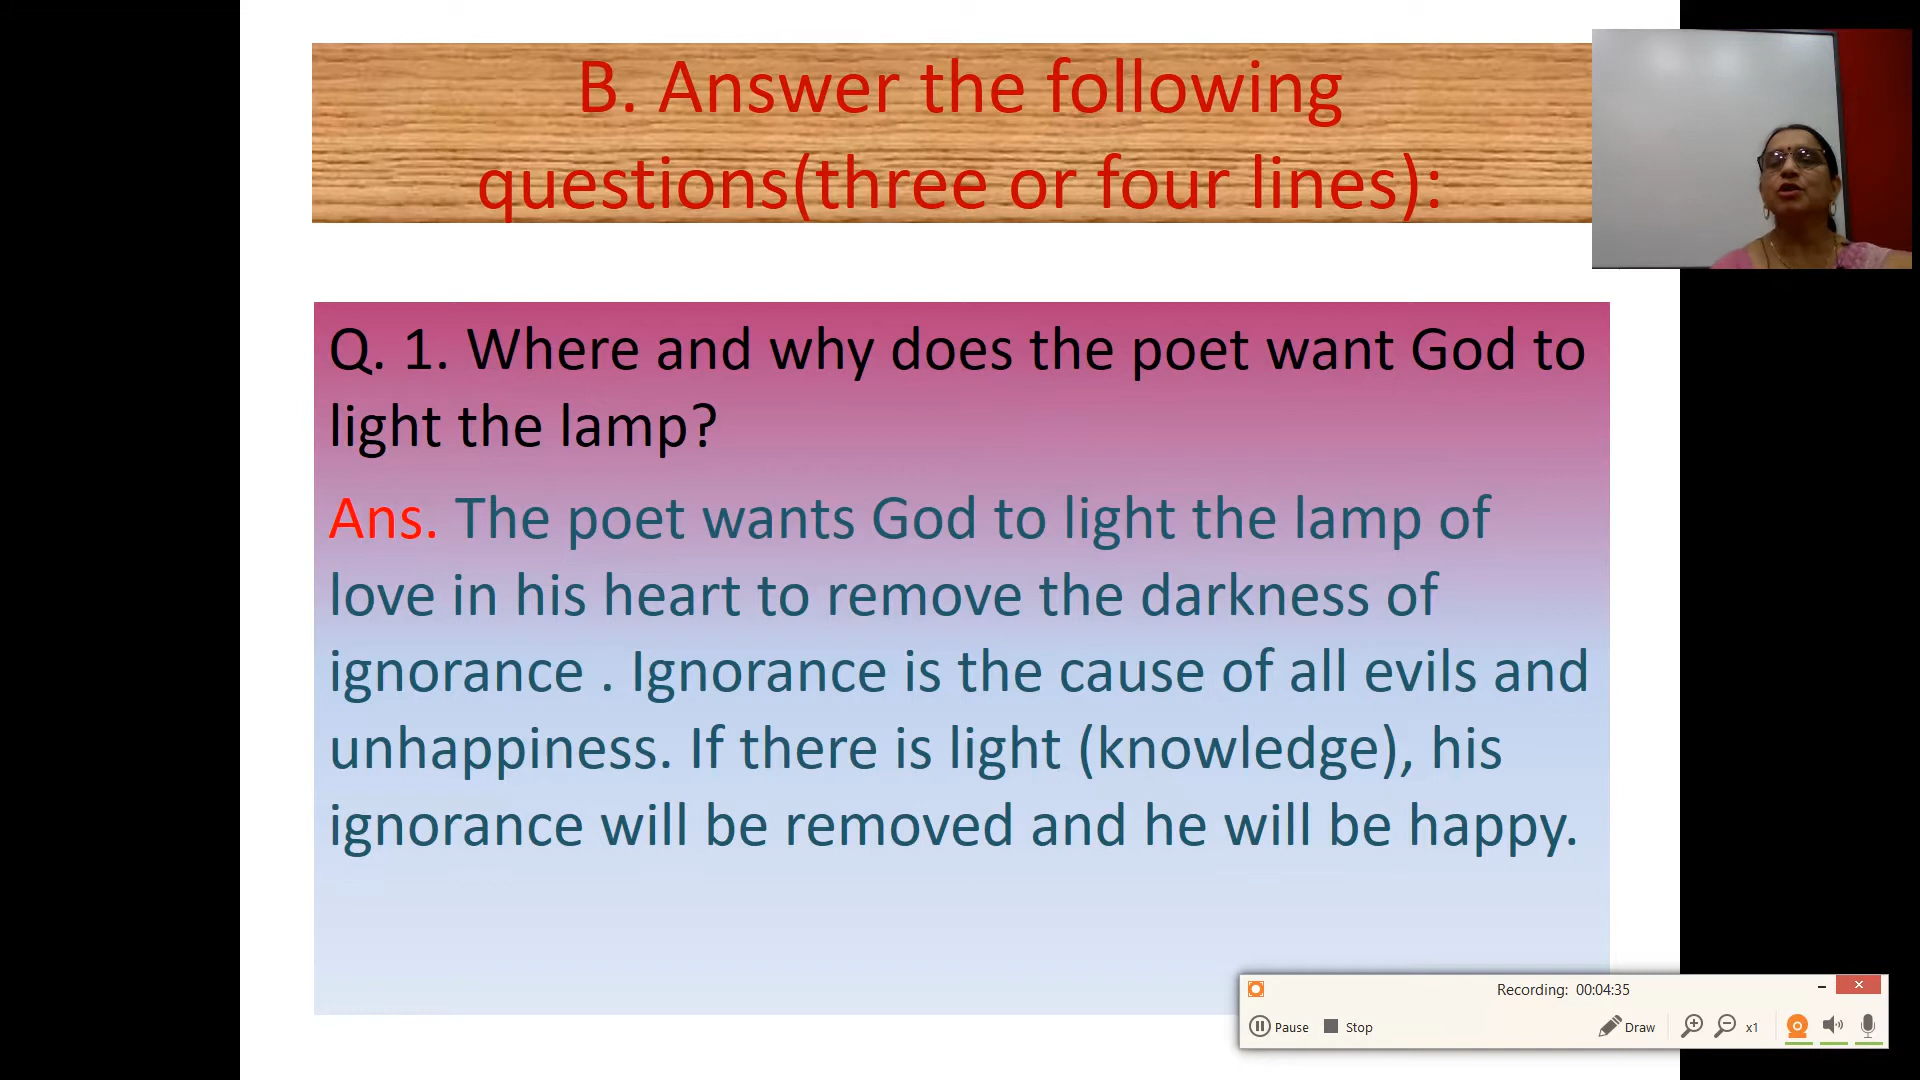 B. Answer the following
questions(three or four lines):
Q. 1. Where and why does the poet want God to
light the lamp?
Ans. The poet wants God to light the lamp of
love in his heart to remove the darkness of
ignorance . Ignorance is the cause of all evils and
unhappiness. If there is light (knowledge), his
ignorance will be removed and he will be happy.
Recording: 00:04:35
Pause Stop Draw x1